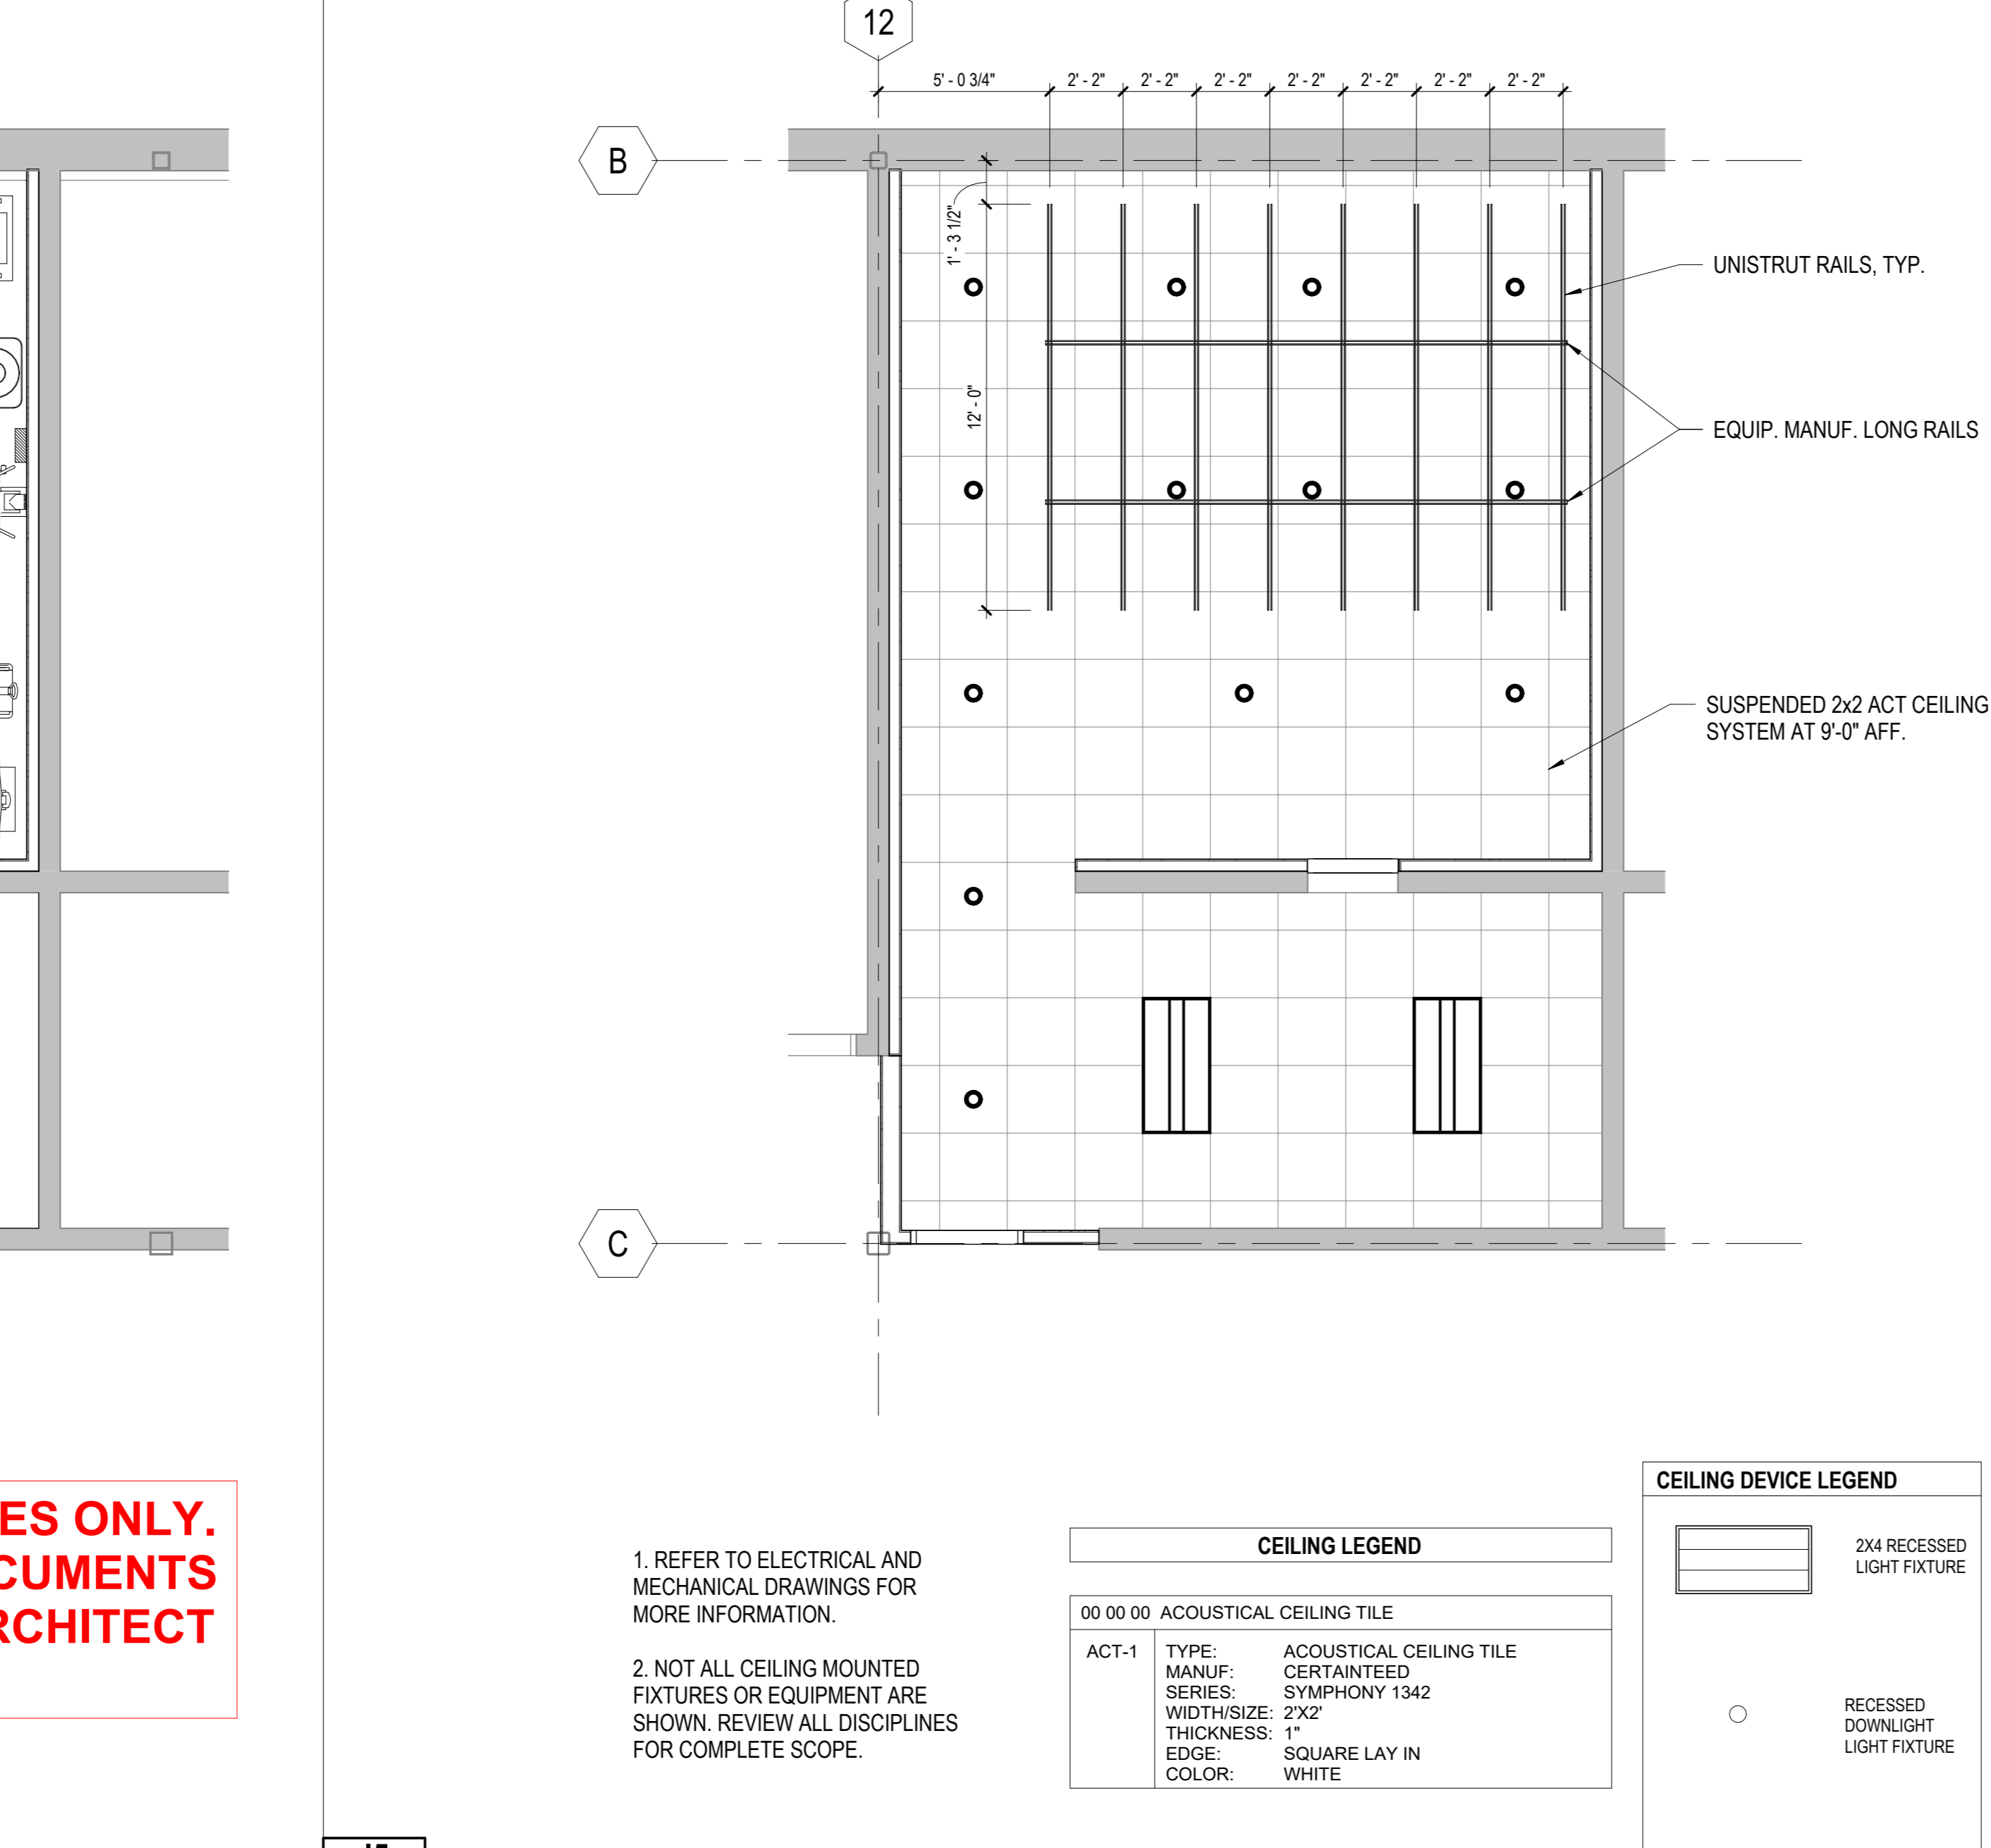 12
5' - 0 3/4" 2' - 2" 2' - 2" 2' - 2" 2' - 2" 2' - 2" 2' - 2" 2' - 2"
B
1' - 3 1/2"
UNISTRUT RAILS, TYP.
12' - 0"
EQUIP. MANUF. LONG RAILS
SUSPENDED 2x2 ACT CEILING
SYSTEM AT 9'-0" AFF.
C
ES ONLY.
CUMENTS
RCHITECT
1. REFER TO ELECTRICAL AND
MECHANICAL DRAWINGS FOR
MORE INFORMATION.
2. NOT ALL CEILING MOUNTED
FIXTURES OR EQUIPMENT ARE
SHOWN. REVIEW ALL DISCIPLINES
FOR COMPLETE SCOPE.
CEILING LEGEND
00 00 00 ACOUSTICAL CEILING TILE
ACT-1 TYPE: ACOUSTICAL CEILING TILE
MANUF: CERTAINTEED
SERIES: SYMPHONY 1342
WIDTH/SIZE: 2'X2'
THICKNESS: 1"
EDGE: SQUARE LAY IN
COLOR: WHITE
CEILING DEVICE LEGEND
2X4 RECESSED
LIGHT FIXTURE
RECESSED
DOWNLIGHT
LIGHT FIXTURE